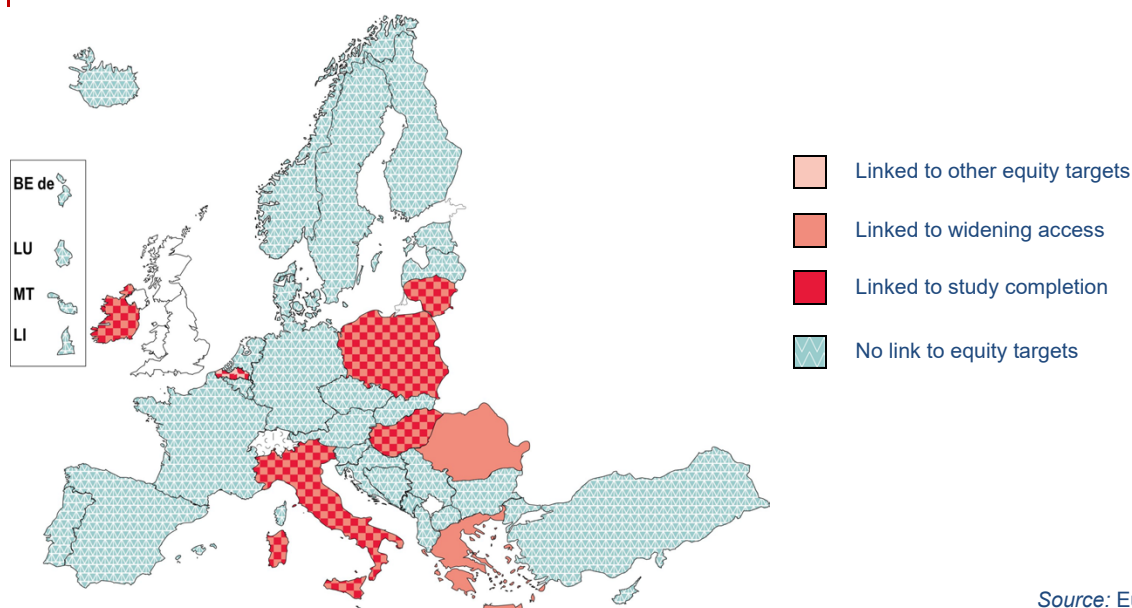 BE de
LU
MT
LI
Linked to other equity targets
Linked to widening access
Linked to study completion
No link to equity targets
Source: